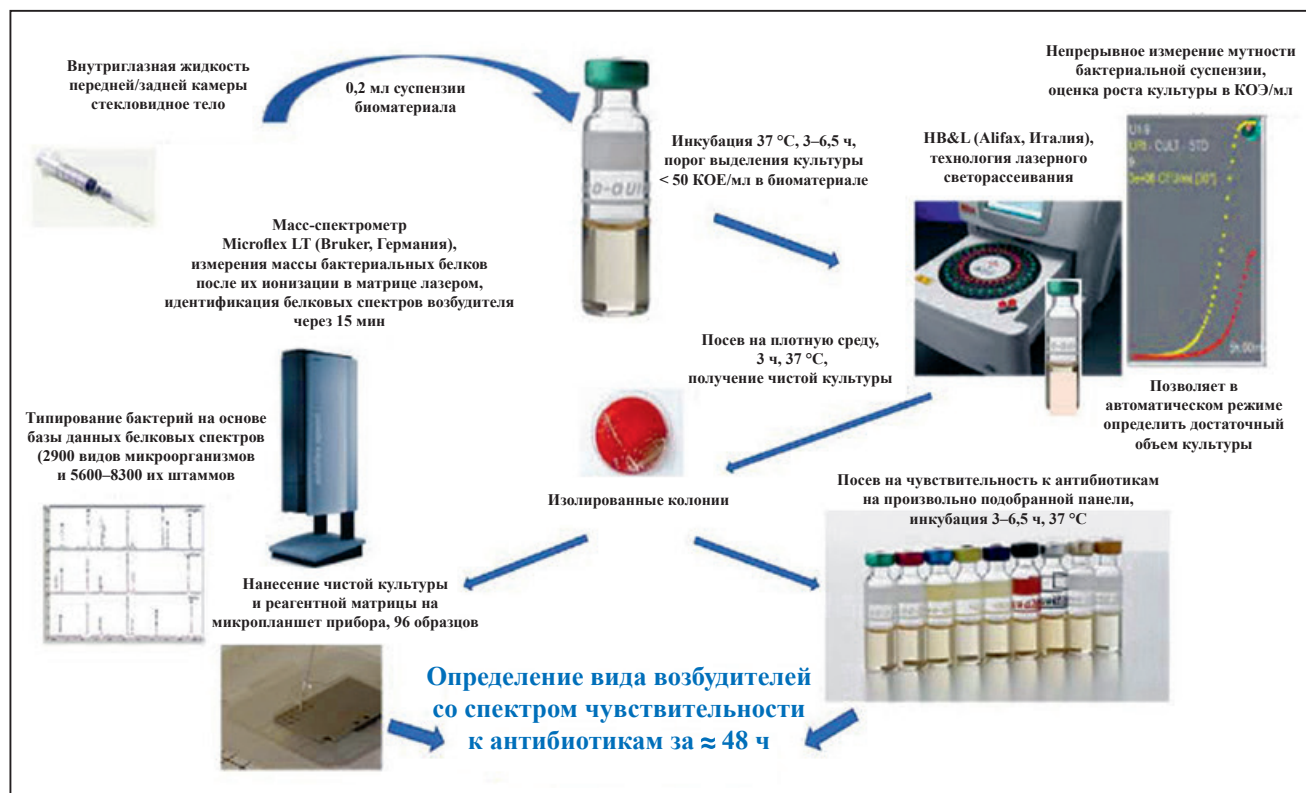 Внутриглазная жидкость
передней/задней камеры
стекловидное тело
0,2 мл суспензии
биоматериала
Инкубация 37 °C, 3–6,5 ч,
порог выделения культуры
< 50 КОЕ/мл в биоматериале
Непрерывное измерение мутности
бактериальной суспензии,
оценка роста культуры в КОЭ/мл
HB&L (Alifax, Италия),
технология лазерного
светорассеивания
Масс-спектрометр
Microflex LT (Bruker, Германия),
измерения массы бактериальных белков
после их ионизации в матрице лазером,
идентификация белковых спектров возбудителя
через 15 мин
Посев на плотную среду,
3 ч, 37 °C,
получение чистой культуры
Позволяет в
автоматическом режиме
определить достаточный
объем культуры
Типирование бактерий на основе
базы данных белковых спектров
(2900 видов микроорганизмов
и 5600–8300 их штаммов
Изолированные колонии
Посев на чувствительность к антибиотикам
на произвольно подобранной панели,
инкубация 3–6,5 ч, 37 °C
Нанесение чистой культуры
и реагентной матрицы на
микропланшет прибора, 96 образцов
Определение вида возбудителей
со спектром чувствительности
к антибиотикам за ≈ 48 ч